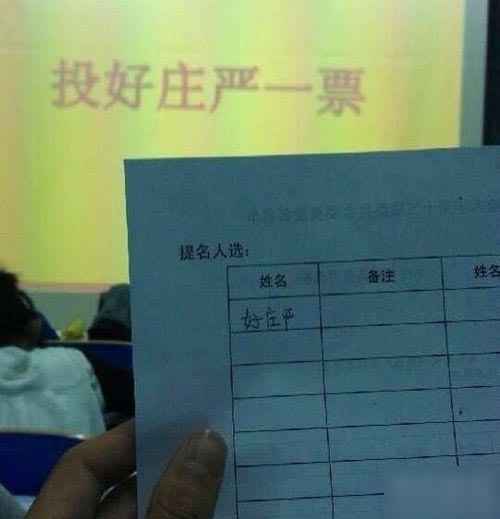 投好庄严一票
提名人选：
姓名 备注 姓名
好庄严